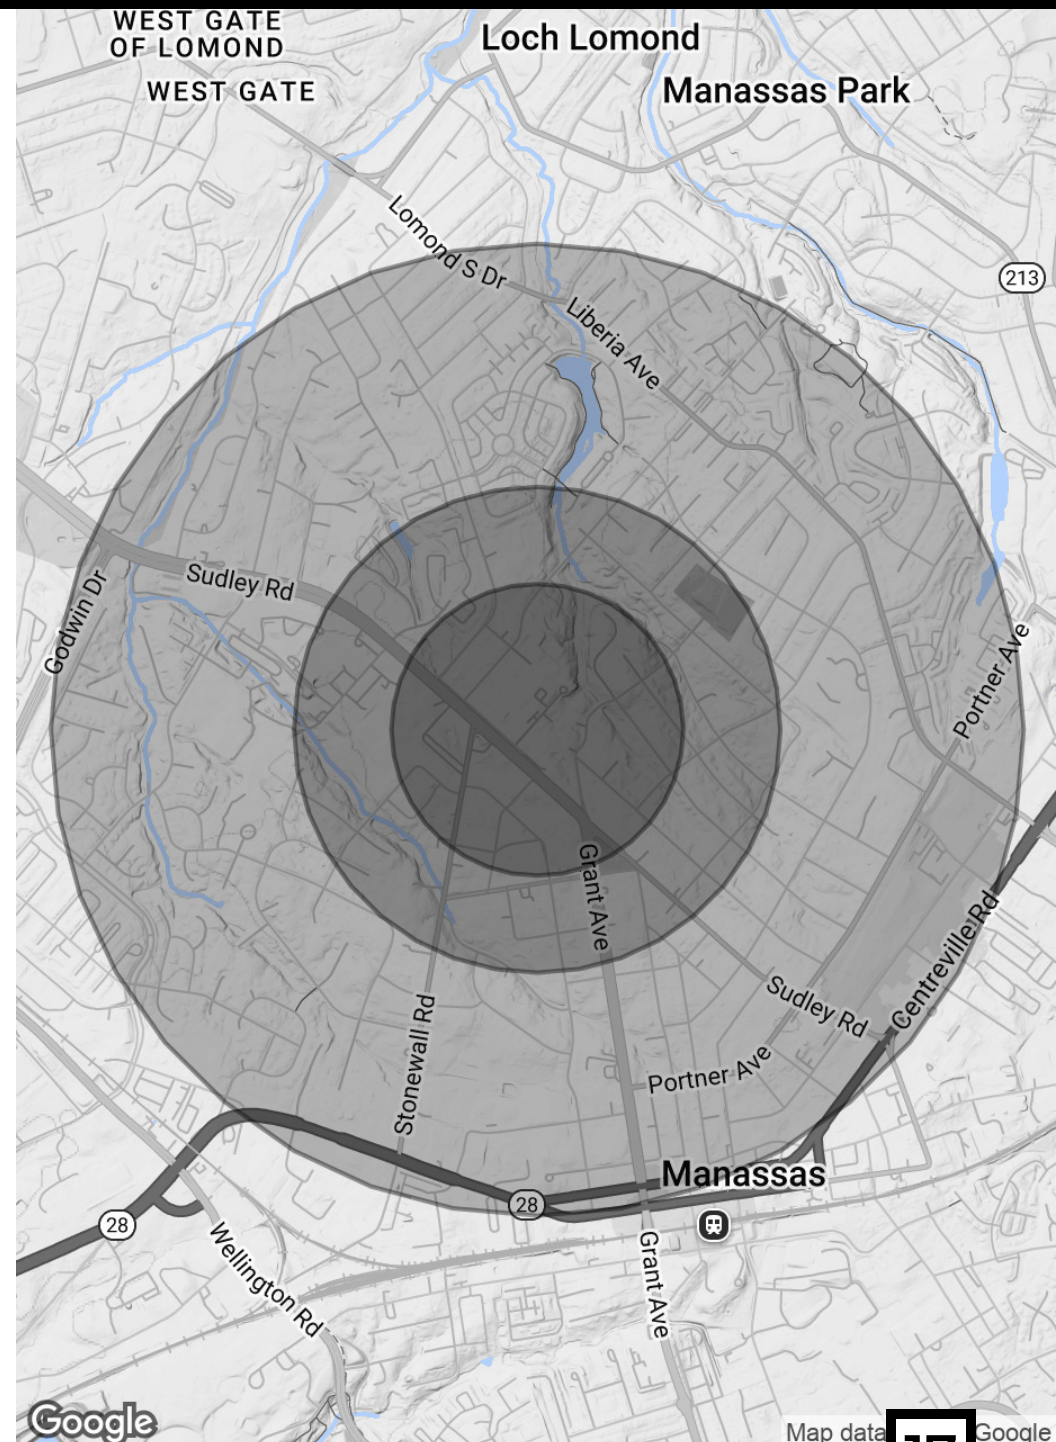 WEST GATE
OF LOMOND
Loch Lomond
WEST GATE
Manassas Park
Lomond S Dr
213
Liberia Ave
Sudley Rd
Godwin Dr
Portner Ave
Grant Ave
Centreville Rd
Sudley Rd
Stonewall Rd
Portner Ave
Manassas
28
28
Wellington Rd
Grant Ave
Google
Map data
Google